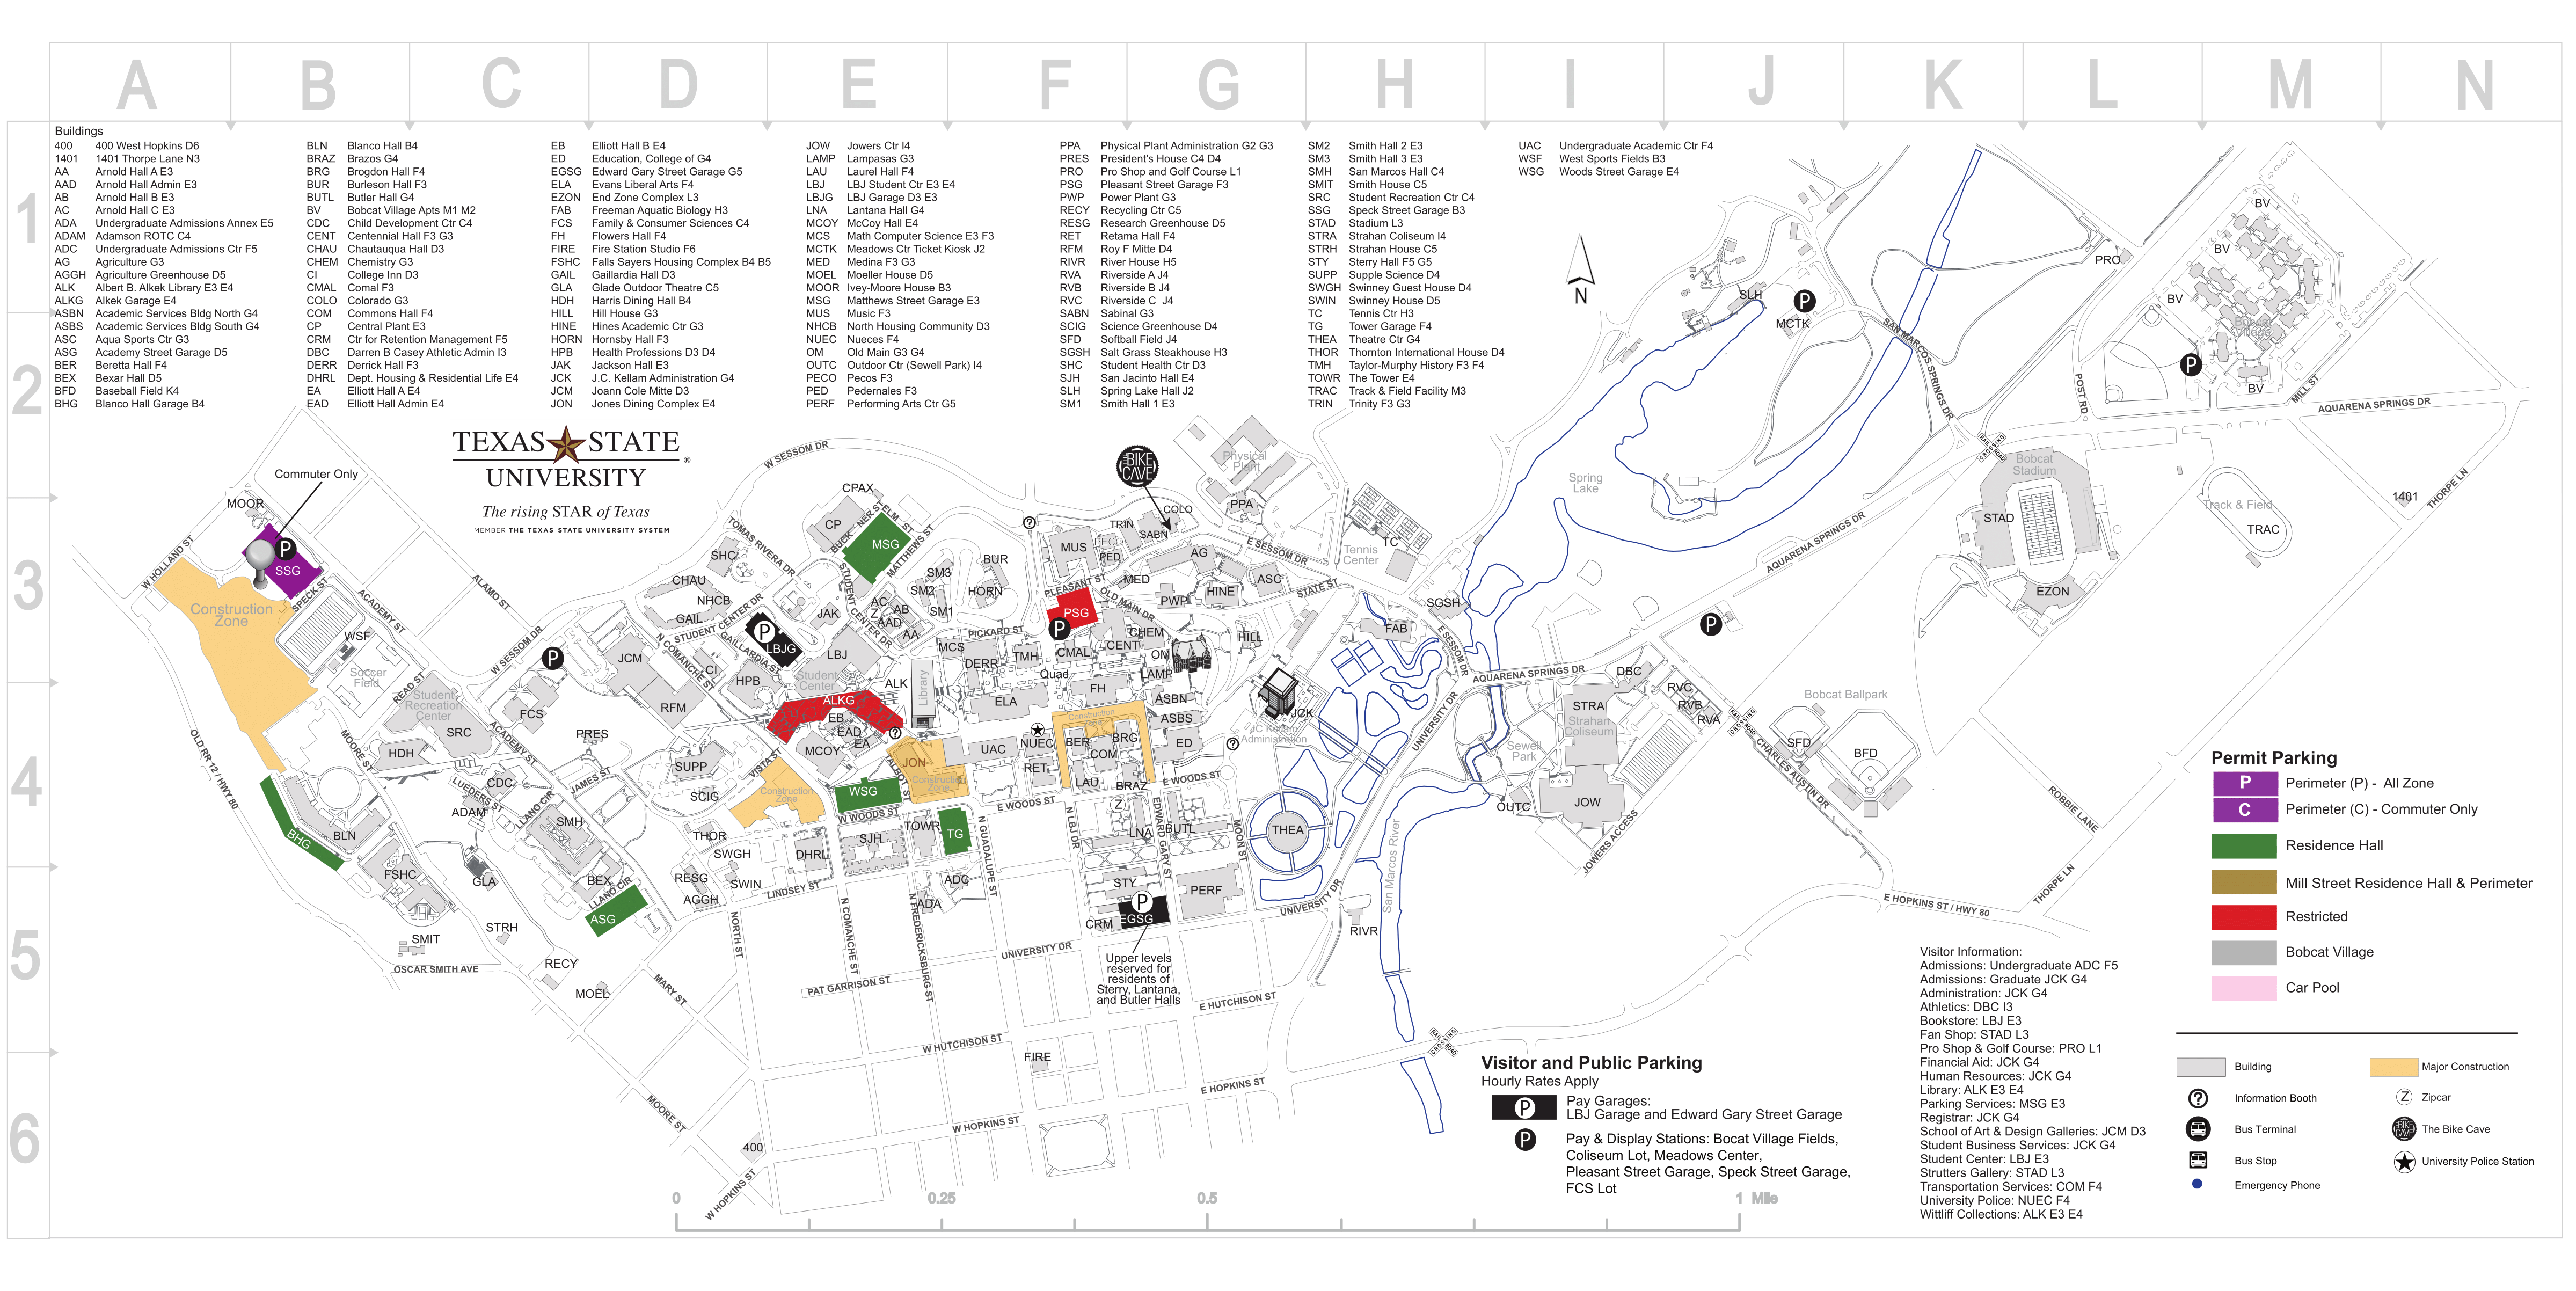 A B C D E F G H I J K L M N
1
2
3
4
5
6
Buildings
400 400 West Hopkins D6
1401 1401 Thorpe Lane N3
AA Arnold Hall A E3
AAD Arnold Hall Admin E3
AB Arnold Hall B E3
AC Arnold Hall C E3
ADA Undergraduate Admissions Annex E5
ADAM Adamson ROTC C4
ADC Undergraduate Admissions Ctr F5
AG Agriculture G3
AGGH Agriculture Greenhouse D5
ALK Albert B. Alkek Library E3 E4
ALKG Alkek Garage E4
ASBN Academic Services Bldg North G4
ASBS Academic Services Bldg South G4
ASC Aqua Sports Ctr G3
ASG Academy Street Garage D5
BER Beretta Hall F4
BEX Bexar Hall D5
BFD Baseball Field K4
BHG Blanco Hall Garage B4
BLN Blanco Hall B4
BRAZ Brazos G4
BRG Brogdon Hall F4
BUR Burleson Hall F3
BUTL Butler Hall G4
BV Bobcat Village Apts M1 M2
CDC Child Development Ctr C4
CENT Centennial Hall F3 G3
CHAU Chautauqua Hall D3
CHEM Chemistry G3
CI College Inn D3
CMAL Comal F3
COLO Colorado G3
COM Commons Hall F4
CP Central Plant E3
CRM Ctr for Retention Management F5
DBC Darren B Casey Athletic Admin I3
DERR Derrick Hall F3
DHRL Dept. Housing & Residential Life E4
EA Elliott Hall A E4
EAD Elliott Hall Admin E4
EB Elliott Hall B E4
ED Education, College of G4
EGSG Edward Gary Street Garage G5
ELA Evans Liberal Arts F4
EZON End Zone Complex L3
FAB Freeman Aquatic Biology H3
FCS Family & Consumer Sciences C4
FH Flowers Hall F4
FIRE Fire Station Studio F6
FSHC Falls Sayers Housing Complex B4 B5
GAIL Gaillardia Hall D3
GLA Glade Outdoor Theatre C5
HDH Harris Dining Hall B4
HILL Hill House G3
HINE Hines Academic Ctr G3
HORN Hornsby Hall F3
HPB Health Professions D3 D4
JAK Jackson Hall E3
JCK J.C. Kellam Administration G4
JCM Joann Cole Mitte D3
JON Jones Dining Complex E4
JOW Jowers Ctr I4
LAMP Lampasas G3
LAU Laurel Hall F4
LBJ LBJ Student Ctr E3 E4
LBJG LBJ Garage D3 E3
LNA Lantana Hall G4
MCOY McCoy Hall E4
MCS Math Computer Science E3 F3
MCTK Meadows Ctr Ticket Kiosk J2
MED Medina F3 G3
MOEL Moeller House D5
MOOR Ivey-Moore House B3
MSG Matthews Street Garage E3
MUS Music F3
NHCB North Housing Community D3
NUEC Nueces F4
OM Old Main G3 G4
OUTC Outdoor Ctr (Sewell Park) I4
PECO Pecos F3
PED Pedernales F3
PERF Performing Arts Ctr G5
PPA Physical Plant Administration G2 G3
PRES President's House C4 D4
PRO Pro Shop and Golf Course L1
PSG Pleasant Street Garage F3
PWP Power Plant G3
RECY Recycling Ctr C5
RESG Research Greenhouse D5
RET Retama Hall F4
RFM Roy F Mitte D4
RIVR River House H5
RVA Riverside A J4
RVB Riverside B J4
RVC Riverside C J4
SABN Sabinal G3
SCIG Science Greenhouse D4
SFD Softball Field J4
SGSH Salt Grass Steakhouse H3
SHC Student Health Ctr D3
SJH San Jacinto Hall E4
SLH Spring Lake Hall J2
SM1 Smith Hall 1 E3
SM2 Smith Hall 2 E3
SM3 Smith Hall 3 E3
SMH San Marcos Hall C4
SMIT Smith House C5
SRC Student Recreation Ctr C4
SSG Speck Street Garage B3
STAD Stadium L3
STRA Strahan Coliseum I4
STRH Strahan House C5
STY Sterry Hall F5 G5
SUPP Supple Science D4
SWGH Swinney Guest House D4
SWIN Swinney House D5
TC Tennis Ctr H3
TG Tower Garage F4
THEA Theatre Ctr G4
THOR Thornton International House D4
TMH Taylor-Murphy History F3 F4
TOWR The Tower E4
TRAC Track & Field Facility M3
TRIN Trinity F3 G3
UAC Undergraduate Academic Ctr F4
WSF West Sports Fields B3
WSG Woods Street Garage E4
TEXAS STATE
UNIVERSITY
®
The rising STAR of Texas
MEMBER THE TEXAS STATE UNIVERSITY SYSTEM
Commuter Only
MOOR
P
SSG
W HOLLAND ST
Construction
Zone
SPECK ST
ACADEMY ST
WSF
Soccer
Field
READ ST
ALAMO ST
W SESSOM DR
P
Student
Recreation
Center
SRC
FCS
HDH
MOORE ST
OLD RR 12 / HWY 80
ACADEMY ST
PRES
CDC
JAMES ST
LUEDERS ST
ADAM
LLANO CIR
SMH
BLN
BHG
FSHC
GLA
BEX
LLANO CIR
ASG
STRH
SMIT
OSCAR SMITH AVE
RECY
MOEL
MARY ST
MOORE ST
400
W HOPKINS ST
W SESSOM DR
TOMAS RIVERA DR
SHC
CHAU
NHCB
GAIL
N STUDENT CENTER DR
GAILLARDIA ST
N COMANCHE ST
P
LBJG
CI
HPB
JCM
RFM
SUPP
SCIG
VISTA ST
Construction
Zone
THOR
SWGH
SWIN
RESG
AGGH
LINDSEY ST
DHRL
NORTH ST
CPAX
CP
BUCKNER ST
ELM ST
MSG
MATTHEWS ST
STUDENT CENTER DR
JAK
AC
Z
AB
AAD
AA
SM3
SM2
SM1
BUR
HORN
PICKARD ST
LBJ
Student
Center
ALK
Library
ALKG
EB
EAD
EA
MCOY
?
JON
Construction
Zone
TALBOT ST
WSG
W WOODS ST
SJH
TOWR
TG
ADC
ADA
N COMANCHE ST
N FREDERICKSBURG ST
N GUADALUPE ST
PAT GARRISON ST
W HUTCHISON ST
W HOPKINS ST
UNIVERSITY DR
FIRE
MCS
DERR
TMH
CMAL
CENT
CHEM
Quad
ELA
FH
UAC
NUEC
RET
E WOODS ST
Construction
BER
BRG
COM
LAU
BRAZ
Z
LNA
BUTL
N LBJ DR
EDWARD GARY ST
E WOODS ST
MOON ST
STY
P
EGSG
CRM
PERF
Upper levels
reserved for
residents of
Sterry, Lantana,
and Butler Halls
E HUTCHISON ST
E HOPKINS ST
UNIVERSITY DR
THE BIKE CAVE
?
MUS
TRIN
COLO
SABN
PECO
PED
PLEASANT ST
PSG
P
MED
OLD MAIN DR
AG
PWP
HINE
ASC
OM
LAMP
HILL
ASBN
ASBS
ED
?
JCK
JC Kellam
Administration
THEA
Physical
Plant
PPA
E SESSOM DR
STATE ST
TC
Tennis
Center
FAB
SGSH
E SESSOM DR
AQUARENA SPRINGS DR
UNIVERSITY DR
Sewell
Park
OUTC
San Marcos River
RIVR
Spring
Lake
SLH
P
MCTK
N
SAN MARCOS SPRINGS DR
AQUARENA SPRINGS DR
P
DBC
STRA
Strahan
Coliseum
JOW
JOWERS ACCESS
RVC
RVB
RVA
RAIL ROAD CROSSING
CHARLES AUSTIN DR
SFD
Bobcat Ballpark
BFD
PRO
BV
BV
BV
BV
Bobcat
Village
P
POST RD
MILL ST
AQUARENA SPRINGS DR
RAIL ROAD CROSSING
Bobcat
Stadium
STAD
EZON
Track & Field
TRAC
1401
THORPE LN
ROBBIE LANE
THORPE LN
E HOPKINS ST / HWY 80
RAIL ROAD CROSSING
Permit Parking
P Perimeter (P) - All Zone
C Perimeter (C) - Commuter Only
Residence Hall
Mill Street Residence Hall & Perimeter
Restricted
Bobcat Village
Car Pool
Building
Major Construction
? Information Booth
Z Zipcar
Bus Terminal
The Bike Cave
Bus Stop
University Police Station
Emergency Phone
Visitor Information:
Admissions: Undergraduate ADC F5
Admissions: Graduate JCK G4
Administration: JCK G4
Athletics: DBC I3
Bookstore: LBJ E3
Fan Shop: STAD L3
Pro Shop & Golf Course: PRO L1
Financial Aid: JCK G4
Human Resources: JCK G4
Library: ALK E3 E4
Parking Services: MSG E3
Registrar: JCK G4
School of Art & Design Galleries: JCM D3
Student Business Services: JCK G4
Student Center: LBJ E3
Strutters Gallery: STAD L3
Transportation Services: COM F4
University Police: NUEC F4
Wittliff Collections: ALK E3 E4
Visitor and Public Parking
Hourly Rates Apply
P Pay Garages:
LBJ Garage and Edward Gary Street Garage
P Pay & Display Stations: Bocat Village Fields,
Coliseum Lot, Meadows Center,
Pleasant Street Garage, Speck Street Garage,
FCS Lot
0 0.25 0.5 1 Mile